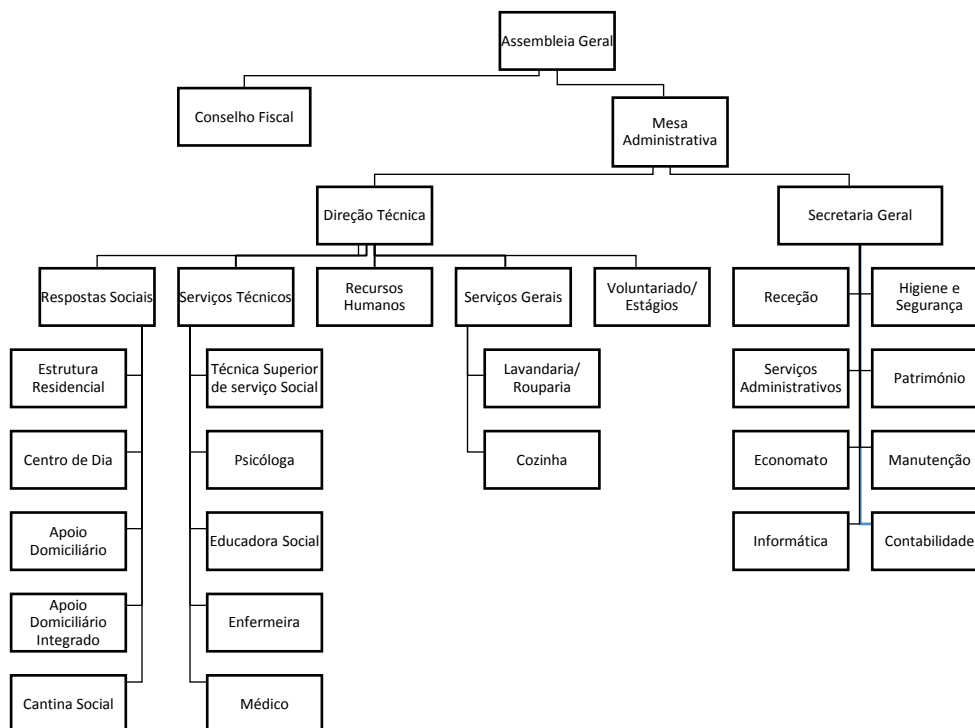 Assembleia Geral
Conselho Fiscal
Mesa
Administrativa
Direção Técnica
Secretaria Geral
Respostas Sociais
Serviços Técnicos
Recursos
Humanos
Serviços Gerais
Voluntariado/
Estágios
Receção
Higiene e
Segurança
Estrutura
Residencial
Técnica Superior
de serviço Social
Lavandaria/
Rouparia
Serviços
Administrativos
Património
Centro de Dia
Psicóloga
Cozinha
Economato
Manutenção
Apoio
Domiciliário
Educadora Social
Informática
Contabilidade
Apoio
Domiciliário
Integrado
Enfermeira
Cantina Social
Médico